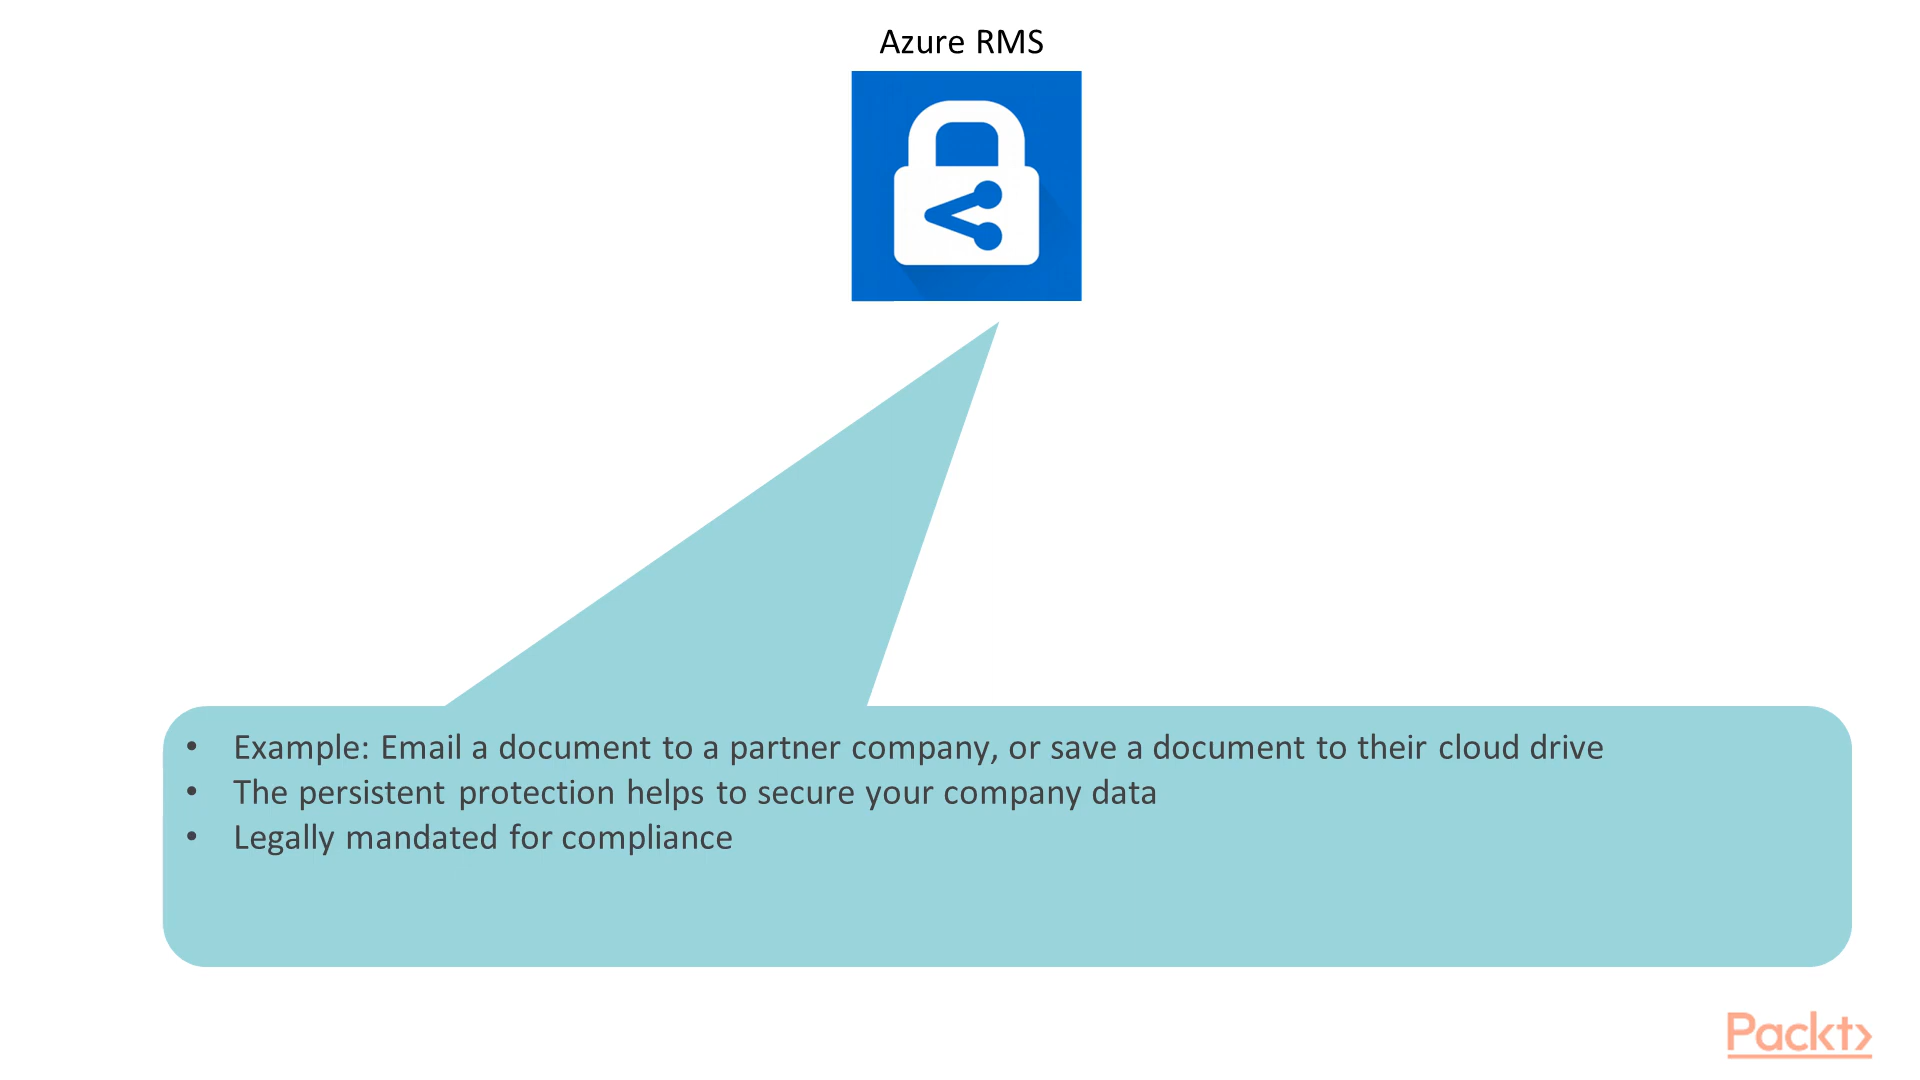 Azure RMS
• Example: Email a document to a partner company, or save a document to their cloud drive
• The persistent protection helps to secure your company data
• Legally mandated for compliance
Packt>